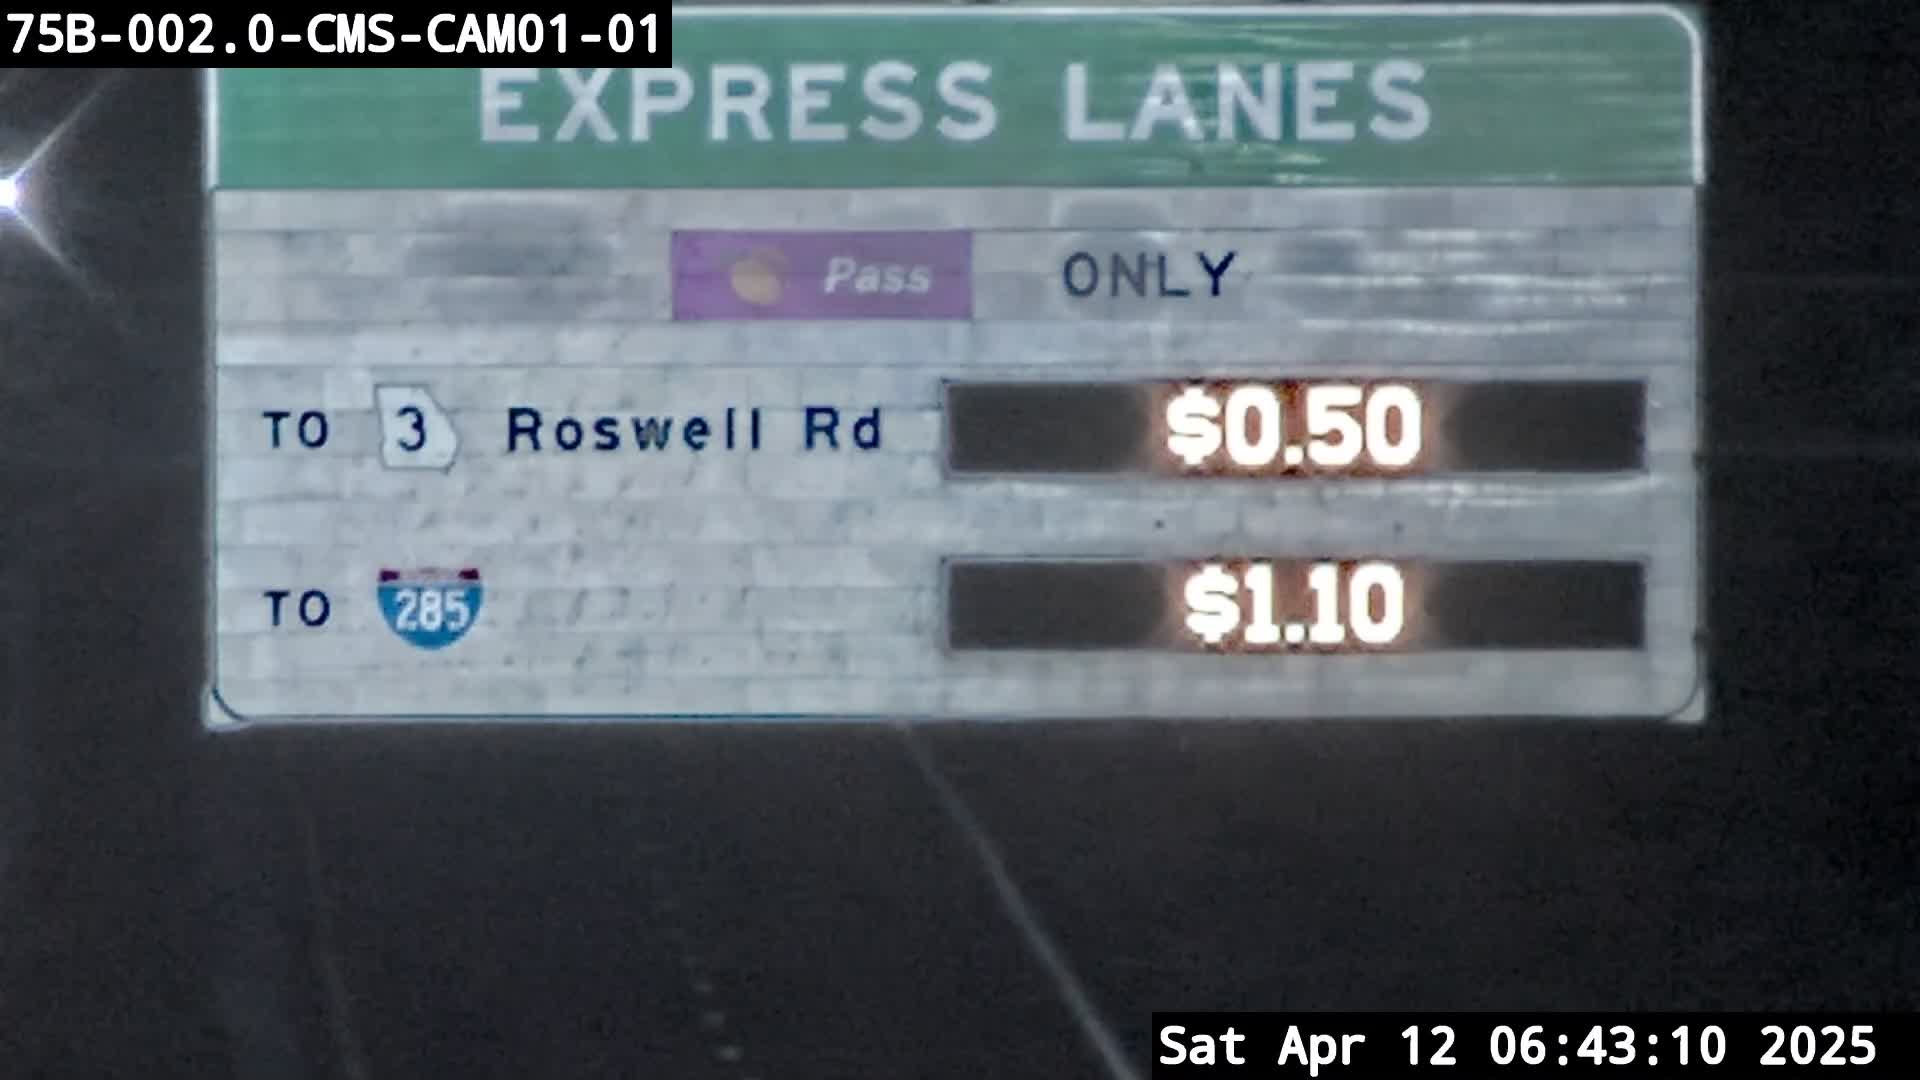 75B-002.0-CMS-CAM01-01
EXPRESS LANES
Pass ONLY
TO 3 Roswell Rd $0.50
TO 285 $1.10
Sat Apr 12 06:43:10 2025